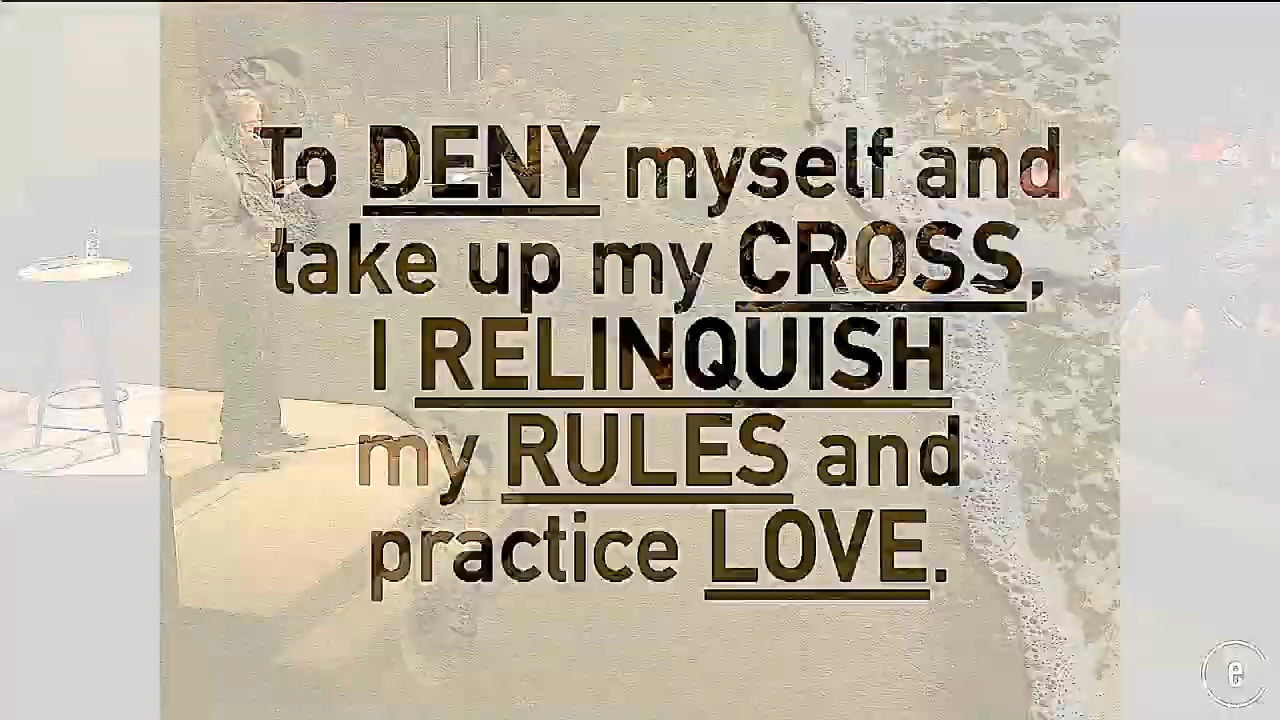 To DENY myself and
take up my CROSS,
I RELINQUISH
my RULES and
practice LOVE.
e